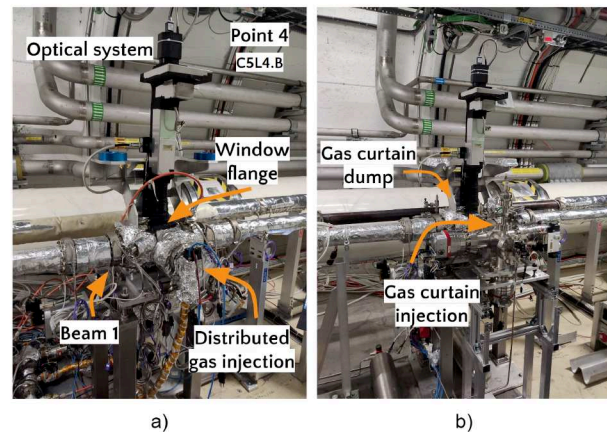 Optical system
Point 4
C5L4.B
Window
flange
Beam 1
Distributed
gas injection
Gas curtain
dump
Gas curtain
injection
a)
b)